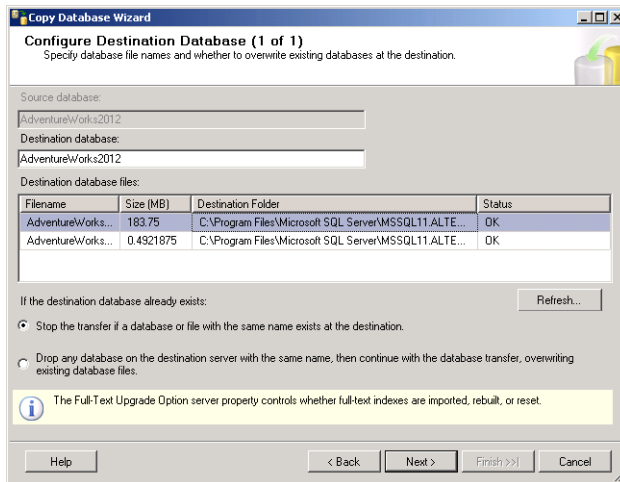 Copy Database Wizard
Configure Destination Database (1 of 1)
Specify database file names and whether to overwrite existing databases at the destination.
Source database:
AdventureWorks2012
Destination database:
AdventureWorks2012
Destination database files:
Filename Size (MB) Destination Folder Status
AdventureWorks... 183.75 C:\Program Files\Microsoft SQL Server\MSSQL11.ALTE... OK
AdventureWorks... 0.4921875 C:\Program Files\Microsoft SQL Server\MSSQL11.ALTE... OK
If the destination database already exists:
Refresh...
Stop the transfer if a database or file with the same name exists at the destination.
Drop any database on the destination server with the same name, then continue with the database transfer, overwriting
existing database files.
The Full-Text Upgrade Option server property controls whether full-text indexes are imported, rebuilt, or reset.
Help < Back Next > Finish >>| Cancel